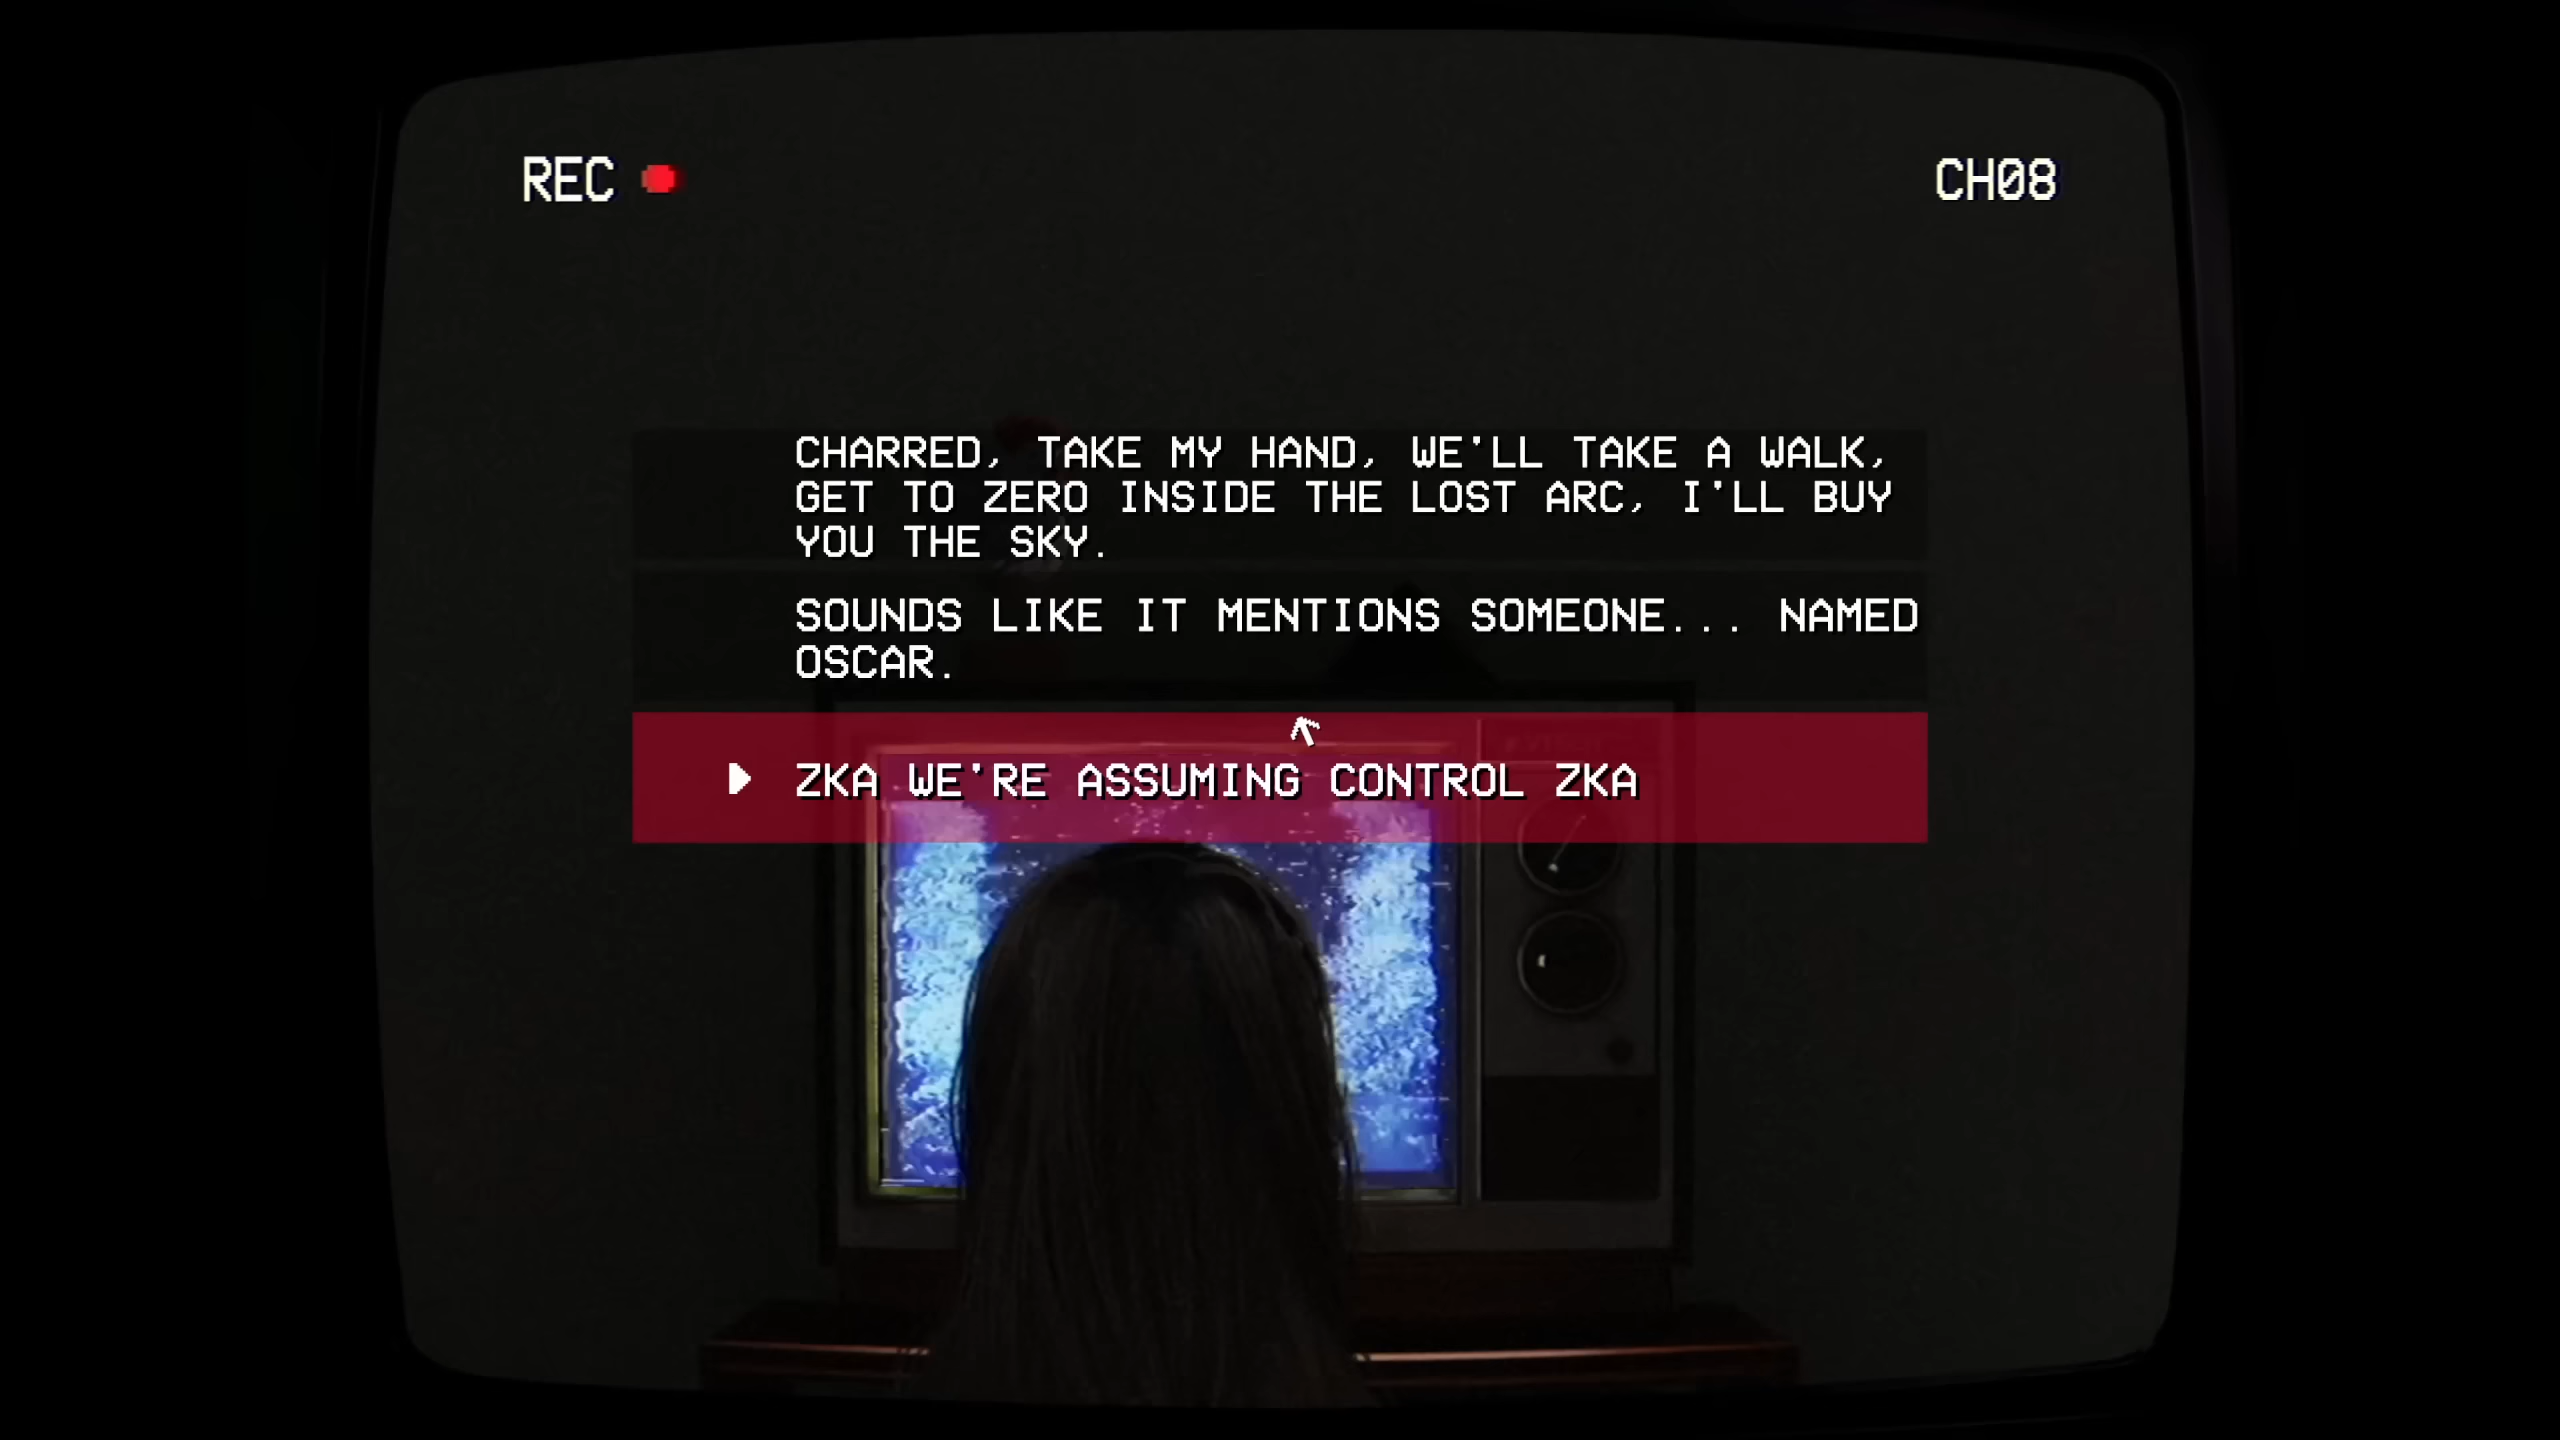 REC
CH08
CHARRED, TAKE MY HAND, WE'LL TAKE A WALK,
GET TO ZERO INSIDE THE LOST ARC, I'LL BUY
YOU THE SKY.
SOUNDS LIKE IT MENTIONS SOMEONE... NAMED
OSCAR.
ZKA WE'RE ASSUMING CONTROL ZKA